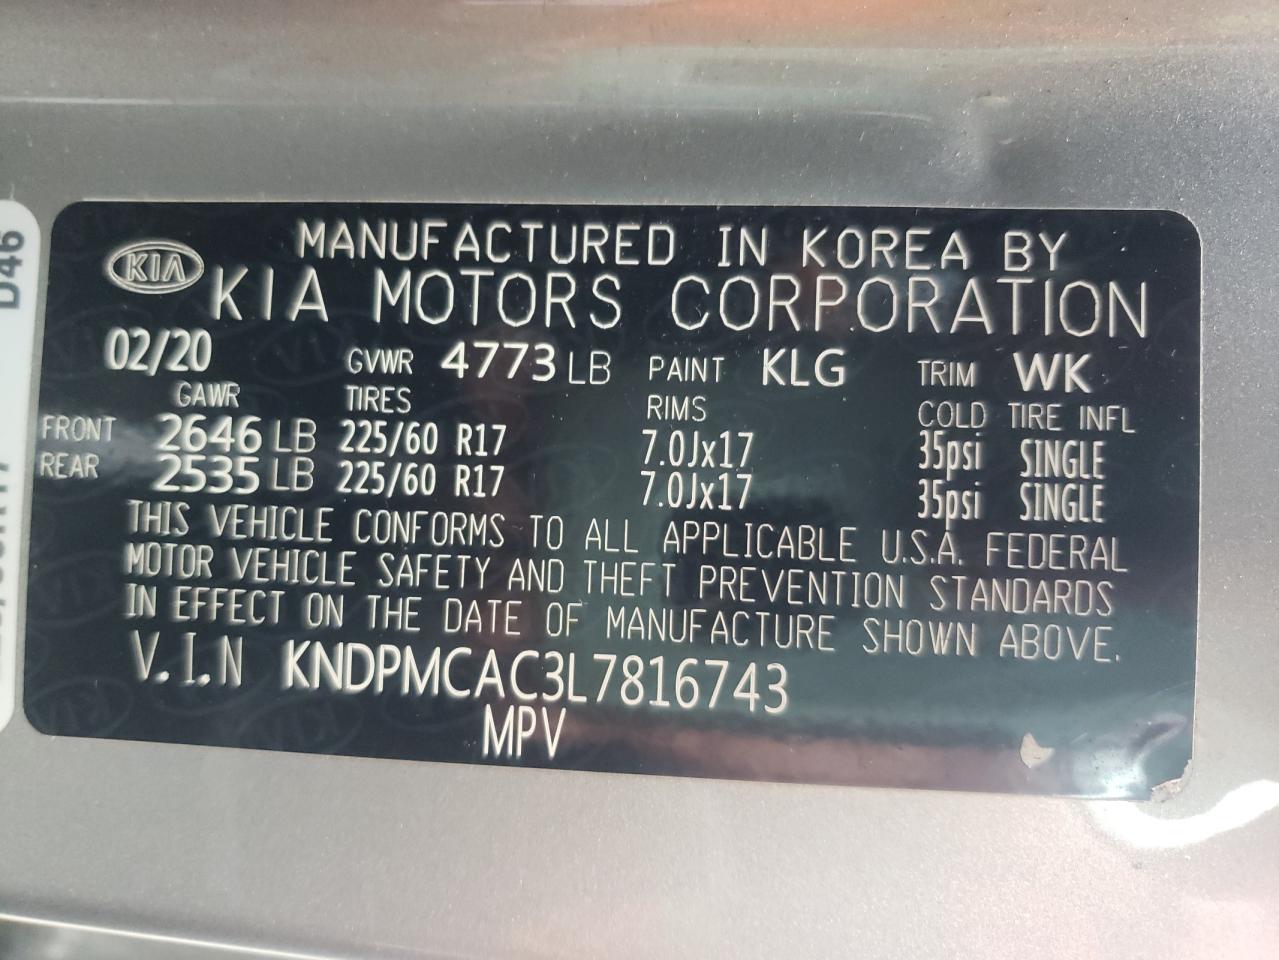 MANUFACTURED IN KOREA BY
KIA KIA MOTORS CORPORATION
02/20 GVWR 4773 LB PAINT KLG TRIM WK
GAWR TIRES RIMS COLD TIRE INFL
FRONT 2646 LB 225/60 R17 7.0Jx17 35psi SINGLE
REAR 2535 LB 225/60 R17 7.0Jx17 35psi SINGLE
THIS VEHICLE CONFORMS TO ALL APPLICABLE U.S.A. FEDERAL
MOTOR VEHICLE SAFETY AND THEFT PREVENTION STANDARDS
IN EFFECT ON THE DATE OF MANUFACTURE SHOWN ABOVE.
V.I.N KNDPMCAC3L7816743
MPV
D46